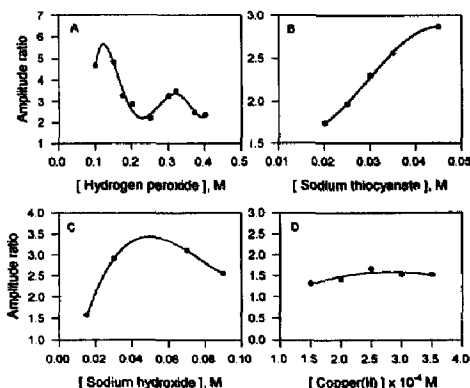 A
Amplitude ratio
7
6
5
4
3
2
1
0.0 0.1 0.2 0.3 0.4 0.5
[ Hydrogen peroxide], M
B
3.0
2.5
2.0
1.5
0.01 0.02 0.03 0.04 0.05
[ Sodium thiocyanate], M
C
Amplitude ratio
4.0
3.5
3.0
2.5
2.0
1.5
1.0
0.00 0.02 0.04 0.06 0.08 0.10
[ Sodium hydroxide], M
D
3.0
2.5
2.0
1.5
1.0
0.5
0.0
1.0 1.5 2.0 2.5 3.0 3.5 4.0
[ Copper(II)] x 10⁻⁴ M